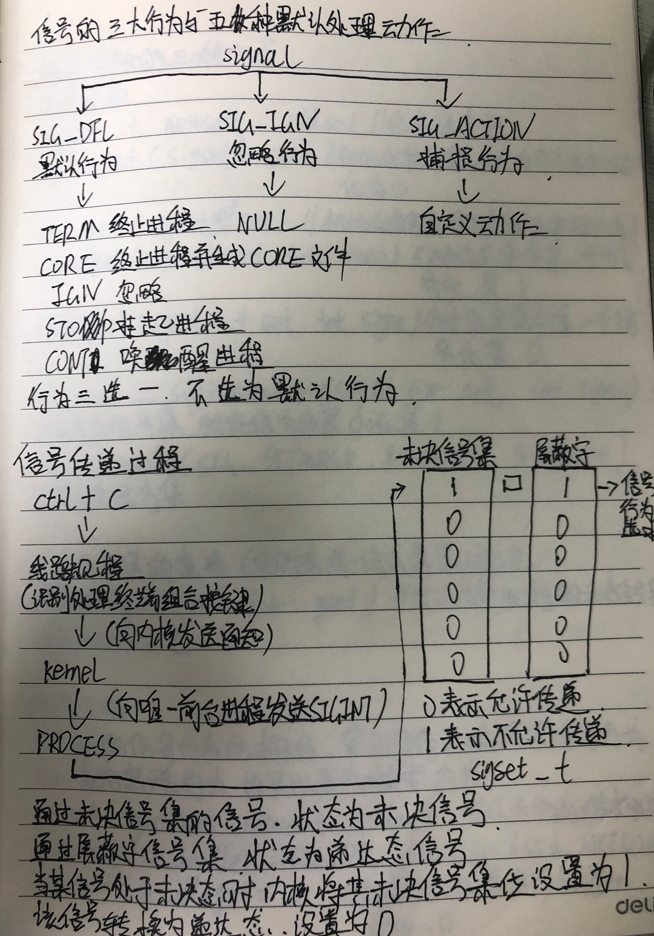 信号的三大行为与五种默认处理动作
signal
SIG_DFL SIG_IGN SIG_ACTION
默认行为 忽略行为 捕捉行为
TERM 终止进程 NULL 自定义动作
CORE 终止进程并生成CORE文件
IGN 忽略
STOP 挂起进程
CONT 唤醒进程
行为三选一.不选为默认行为.
信号传递过程
ctrl + C
线路规程
(识别处理终端组合按键)
(向内核发送通知)
kernel
(向唯一前台进程发送SIGINT)
PROCESS
未决信号集 屏蔽字
1 1
0 0
0 0
0 0
0 0
0 0
信号
行为
0表示允许传递
1表示不允许传递
sigset_t
通过未决信号集的信号.状态为未决信号.
通过屏蔽字信号集 状态为递达态信号
当某信号处于未决态同时内核将其未决信号集位设置为1.
该信号转换为递达态.设置为0
deli